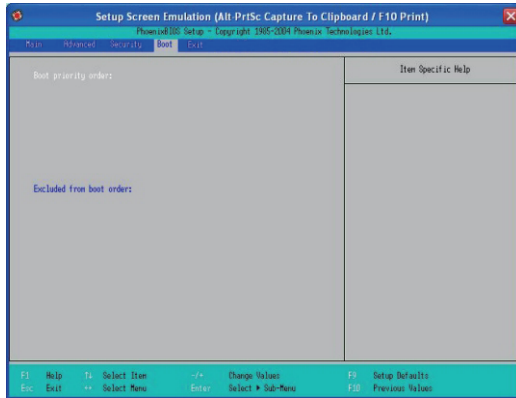 Setup Screen Emulation (Alt-PrtSc Capture To Clipboard / F10 Print)
PhoenixBIOS Setup - Copyright 1985-2004 Phoenix Technologies Ltd.
Main Advanced Security Boot Exit
Boot priority order:
Item Specific Help
Excluded from boot order:
F1 Help ↑↓ Select Item -/+ Change Values F9 Setup Defaults
Esc Exit ↔ Select Menu Enter Select ▶ Sub-Menu F10 Previous Values